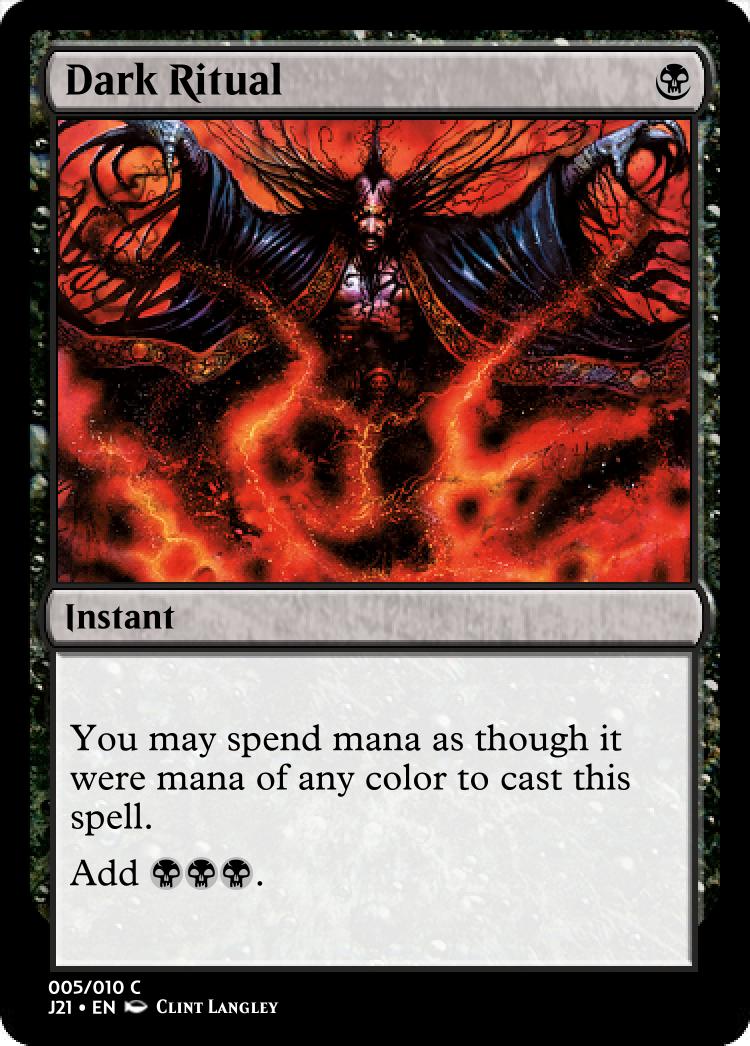 Dark Ritual
Instant
You may spend mana as though it
were mana of any color to cast this
spell.
Add .
005/010 C
J21 • EN CLINT LANGLEY